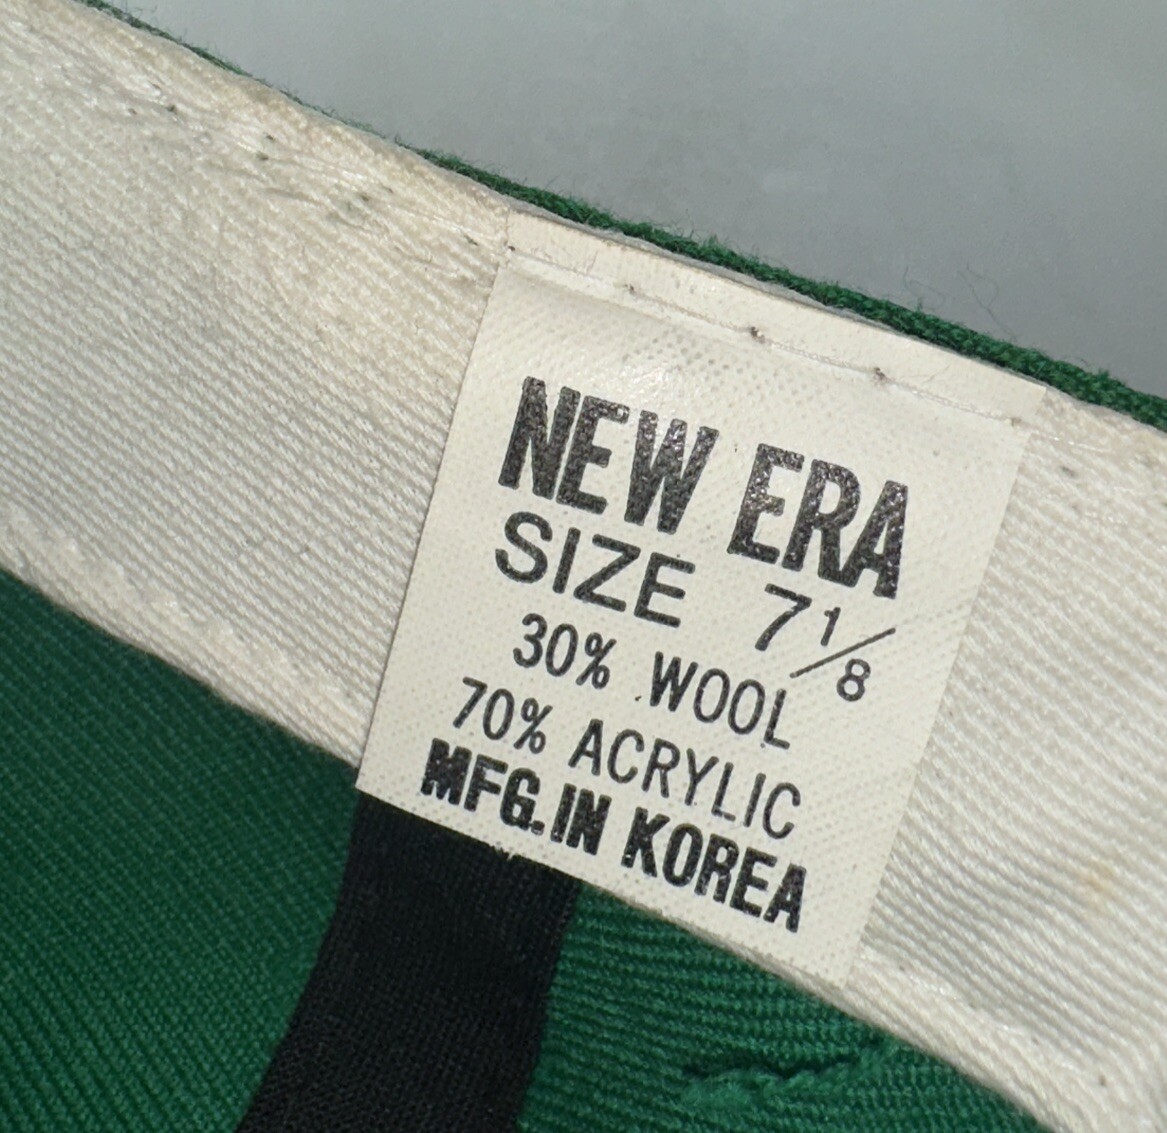 NEW ERA
SIZE 7 1/8
30% WOOL
70% ACRYLIC
MFG. IN KOREA